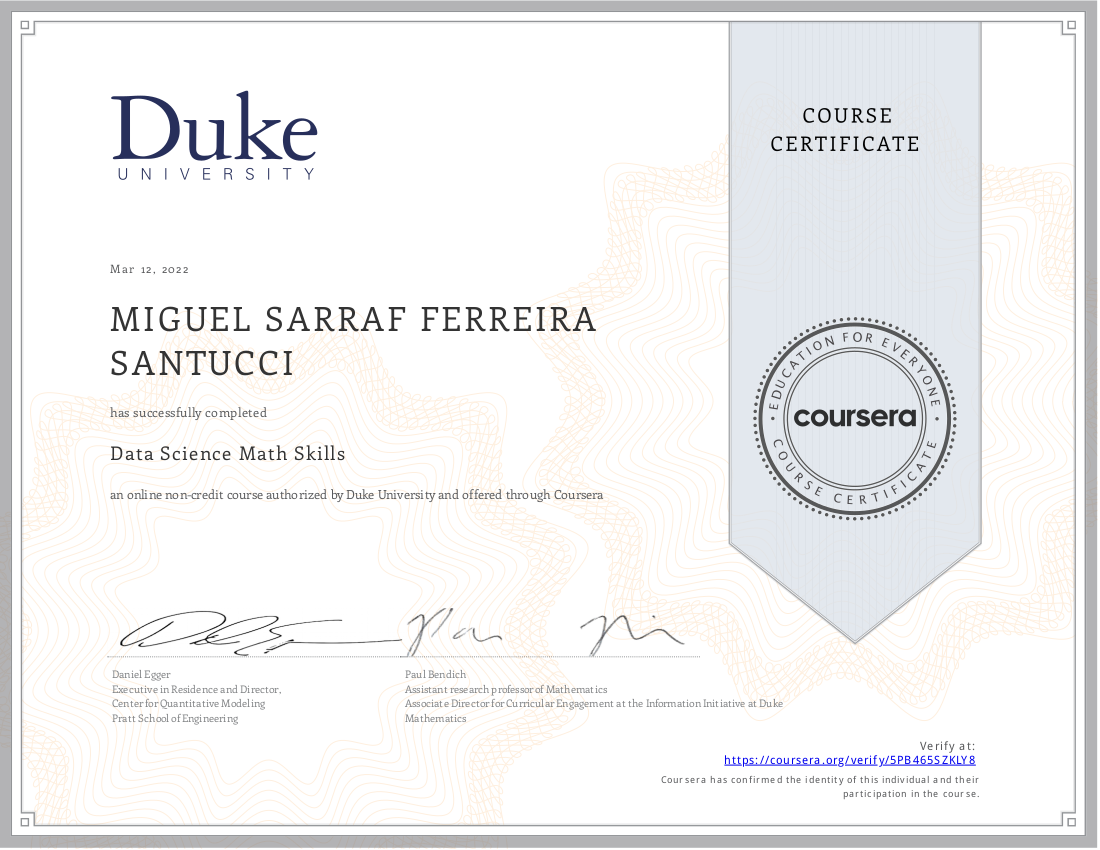 Duke
UNIVERSITY
COURSE
CERTIFICATE
Mar 12, 2022
MIGUEL SARRAF FERREIRA
SANTUCCI
has successfully completed
Data Science Math Skills
an online non-credit course authorized by Duke University and offered through Coursera
EDUCATION FOR EVERYONE
coursera
COURSE CERTIFICATE
Daniel Egger
Executive in Residence and Director,
Center for Quantitative Modeling
Pratt School of Engineering
Paul Bendich
Assistant research professor of Mathematics
Associate Director for Curricular Engagement at the Information Initiative at Duke
Mathematics
Verify at:
https://coursera.org/verify/5PB465SZKLY8
Coursera has confirmed the identity of this individual and their
participation in the course.